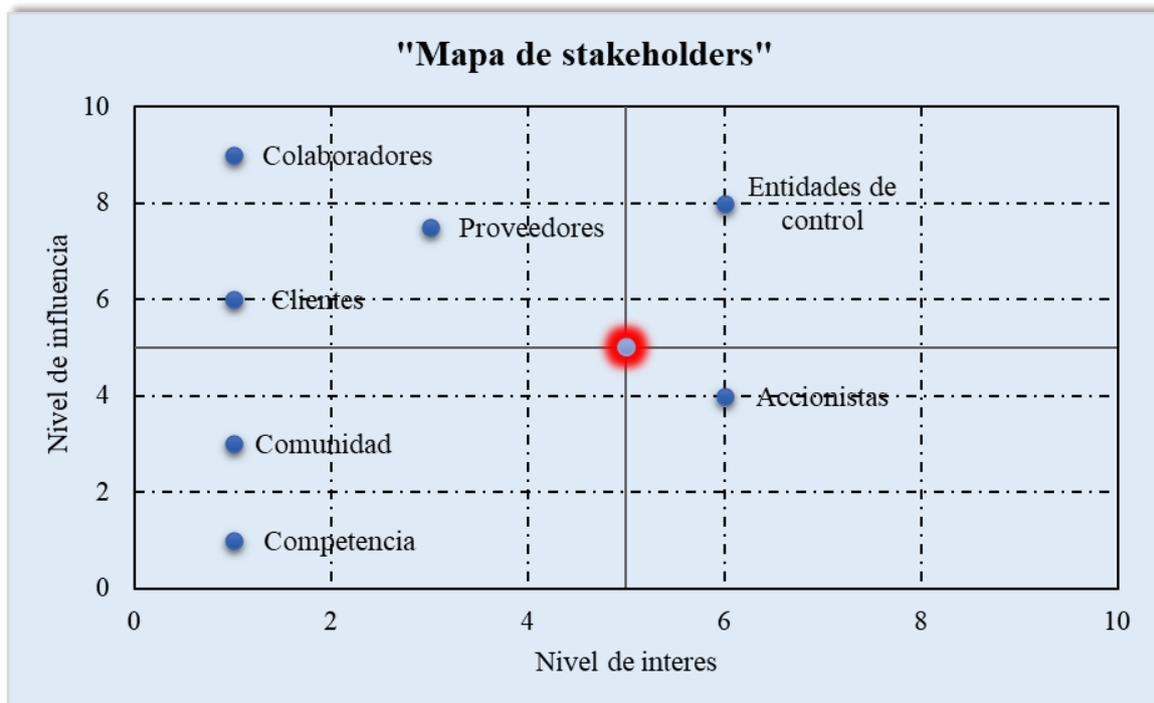 "Mapa de stakeholders"
10
Colaboradores
8
Entidades de
control
Proveedores
6
Clientes
4
Accionistas
Comunidad
2
Competencia
0
Nivel de influencia
0 2 4 6 8 10
Nivel de interes